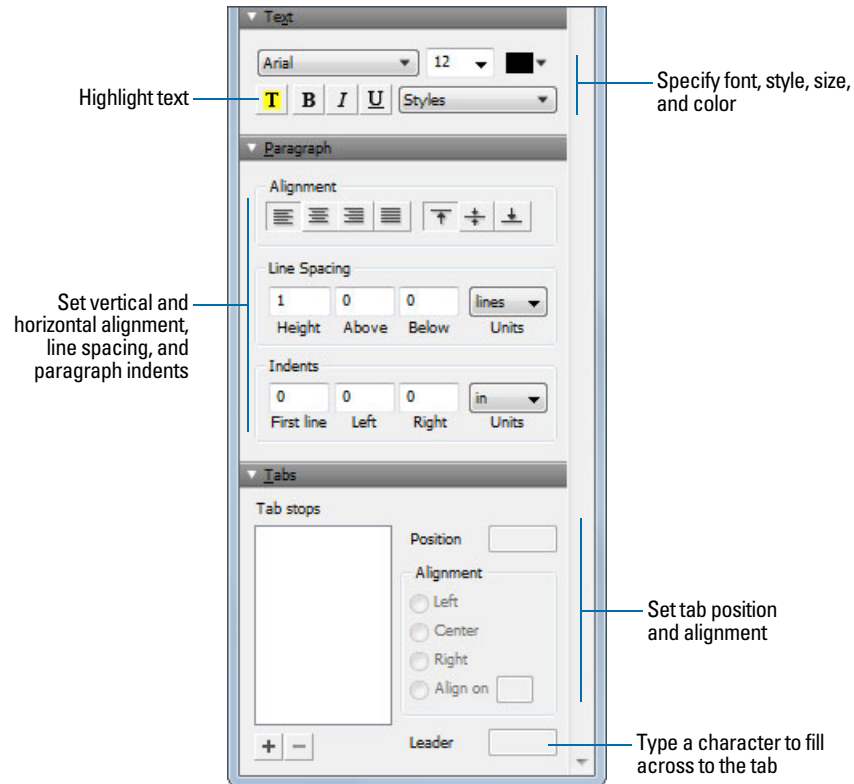 Text
Arial
12
Highlight text
T B I U Styles
Specify font, style, size,
and color
Paragraph
Alignment
Line Spacing
1 0 0 lines
Height Above Below Units
Set vertical and
horizontal alignment,
line spacing, and
paragraph indents
Indents
0 0 0 in
First line Left Right Units
Tabs
Tab stops
Position
Alignment
Left
Center
Right
Align on
Set tab position
and alignment
Leader
Type a character to fill
across to the tab